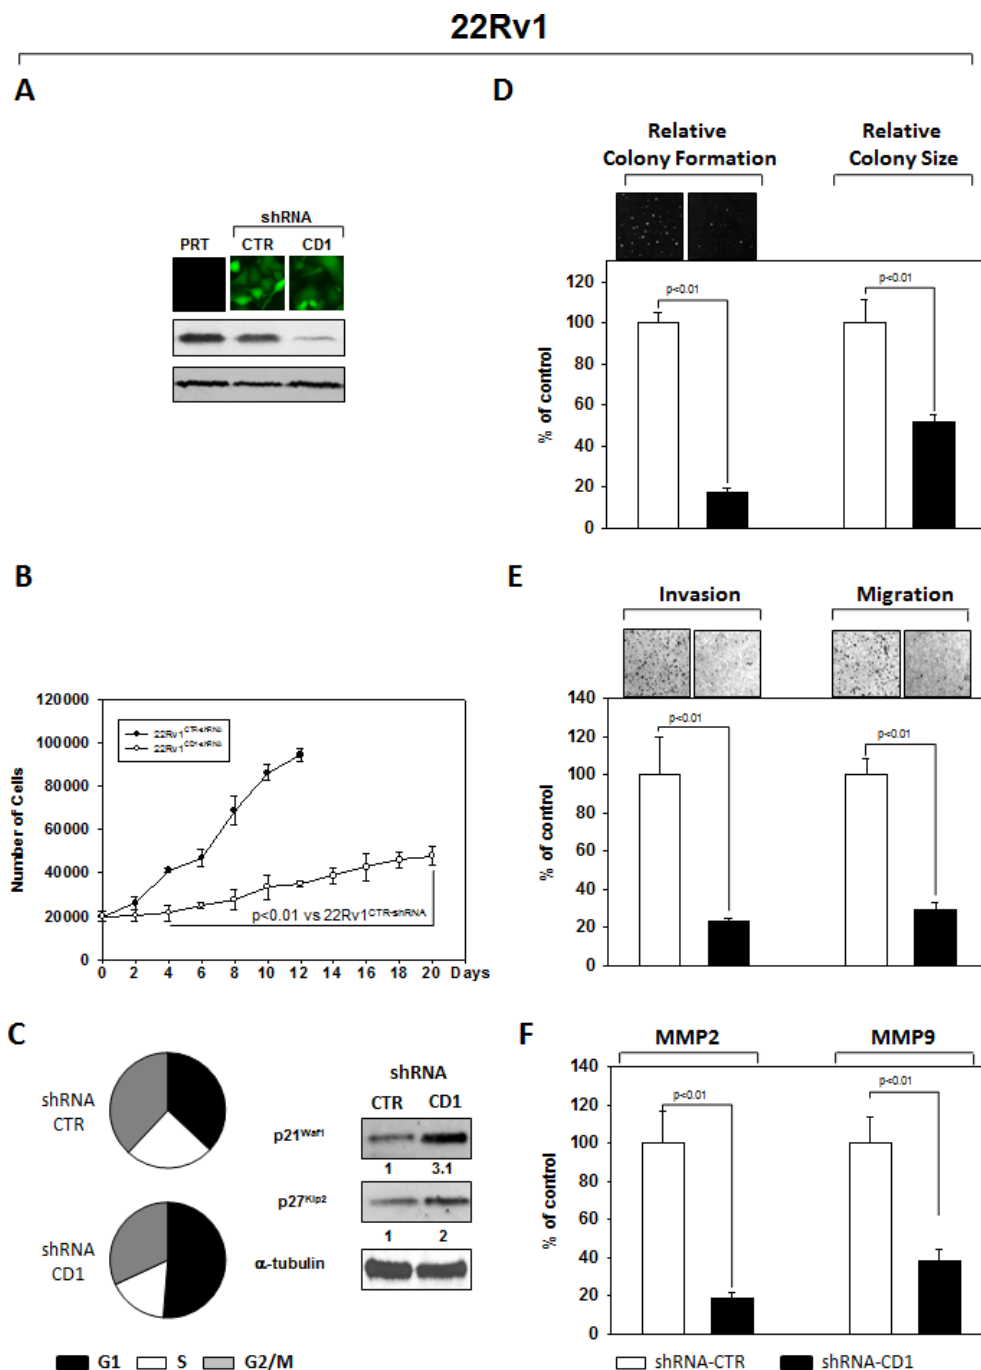 22Rv1
A
shRNA
PRT CTR CD1
B
120000
100000
80000
60000
40000
20000
0
Number of Cells
22Rv1CTR-shRNA
22Rv1CD1-shRNA
p<0.01 vs 22Rv1CTR-shRNA
0 2 4 6 8 10 12 14 16 18 20 Days
C
shRNA
CTR
shRNA
CD1
G1 S G2/M
shRNA
CTR CD1
p21Waf1
1 3.1
p27Kip2
1 2
α-tubulin
D
Relative
Colony Formation
Relative
Colony Size
120
100
80
60
40
20
0
% of control
p<0.01
p<0.01
E
Invasion Migration
140
120
100
80
60
40
20
0
% of control
p<0.01
p<0.01
F
MMP2 MMP9
140
120
100
80
60
40
20
0
% of control
p<0.01
p<0.01
shRNA-CTR shRNA-CD1